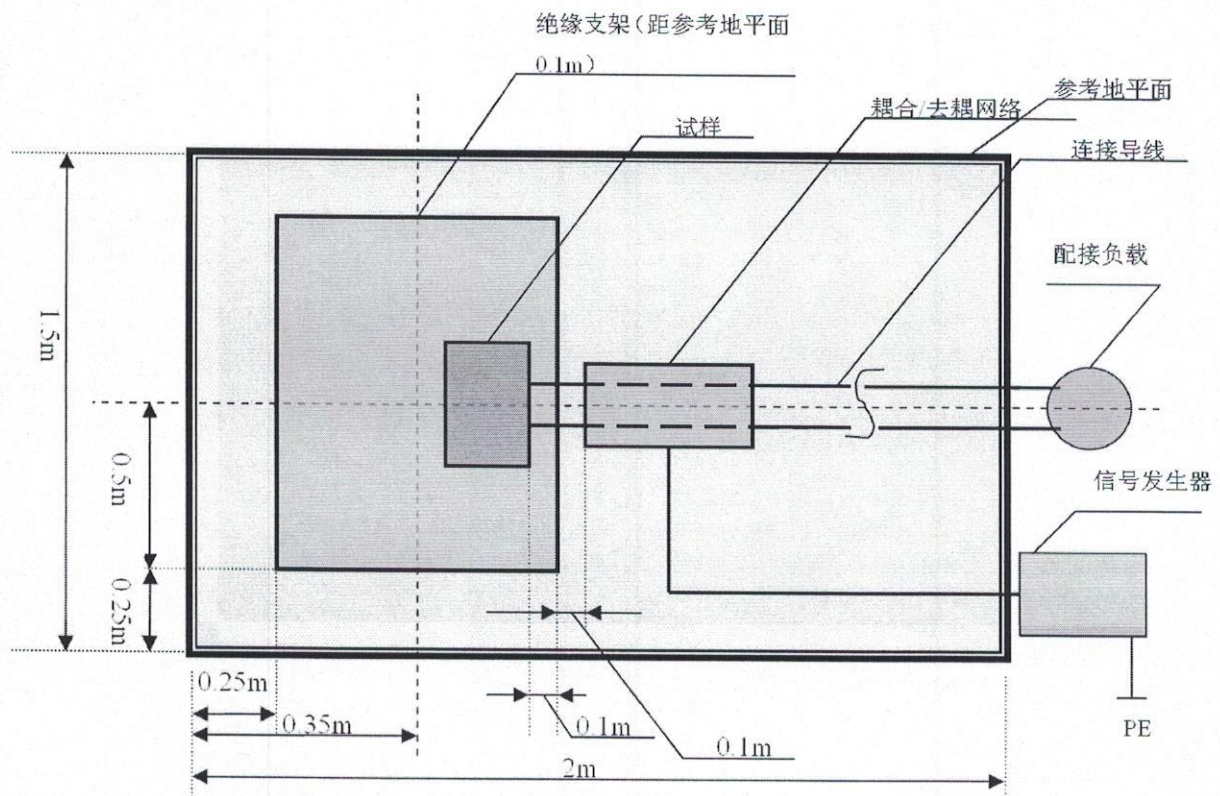 绝缘支架（距参考地平面
0.1m）
参考地平面
耦合/去耦网络
试样
连接导线
配接负载
1.5m
0.5m
信号发生器
0.25m
0.25m
0.35m
0.1m
0.1m
PE
2m